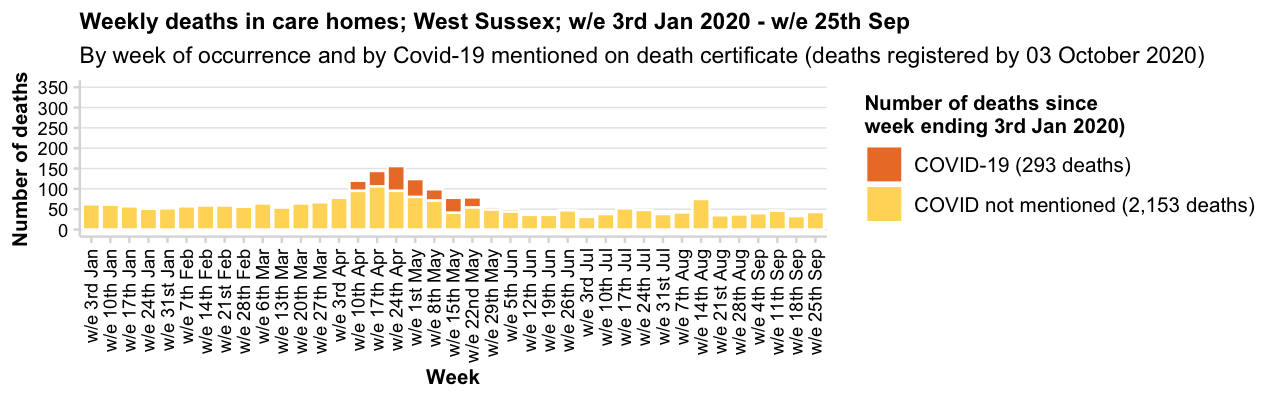 Weekly deaths in care homes; West Sussex; w/e 3rd Jan 2020 - w/e 25th Sep
By week of occurrence and by Covid-19 mentioned on death certificate (deaths registered by 03 October 2020)
Number of deaths
350
300
250
200
150
100
50
0
w/e 3rd Jan
w/e 10th Jan
w/e 17th Jan
w/e 24th Jan
w/e 31st Jan
w/e 7th Feb
w/e 14th Feb
w/e 21st Feb
w/e 28th Feb
w/e 6th Mar
w/e 13th Mar
w/e 20th Mar
w/e 27th Mar
w/e 3rd Apr
w/e 10th Apr
w/e 17th Apr
w/e 24th Apr
w/e 1st May
w/e 8th May
w/e 15th May
w/e 22nd May
w/e 29th May
w/e 5th Jun
w/e 12th Jun
w/e 19th Jun
w/e 26th Jun
w/e 3rd Jul
w/e 10th Jul
w/e 17th Jul
w/e 24th Jul
w/e 31st Jul
w/e 7th Aug
w/e 14th Aug
w/e 21st Aug
w/e 28th Aug
w/e 4th Sep
w/e 11th Sep
w/e 18th Sep
w/e 25th Sep
Week
Number of deaths since
week ending 3rd Jan 2020)
COVID-19 (293 deaths)
COVID not mentioned (2,153 deaths)